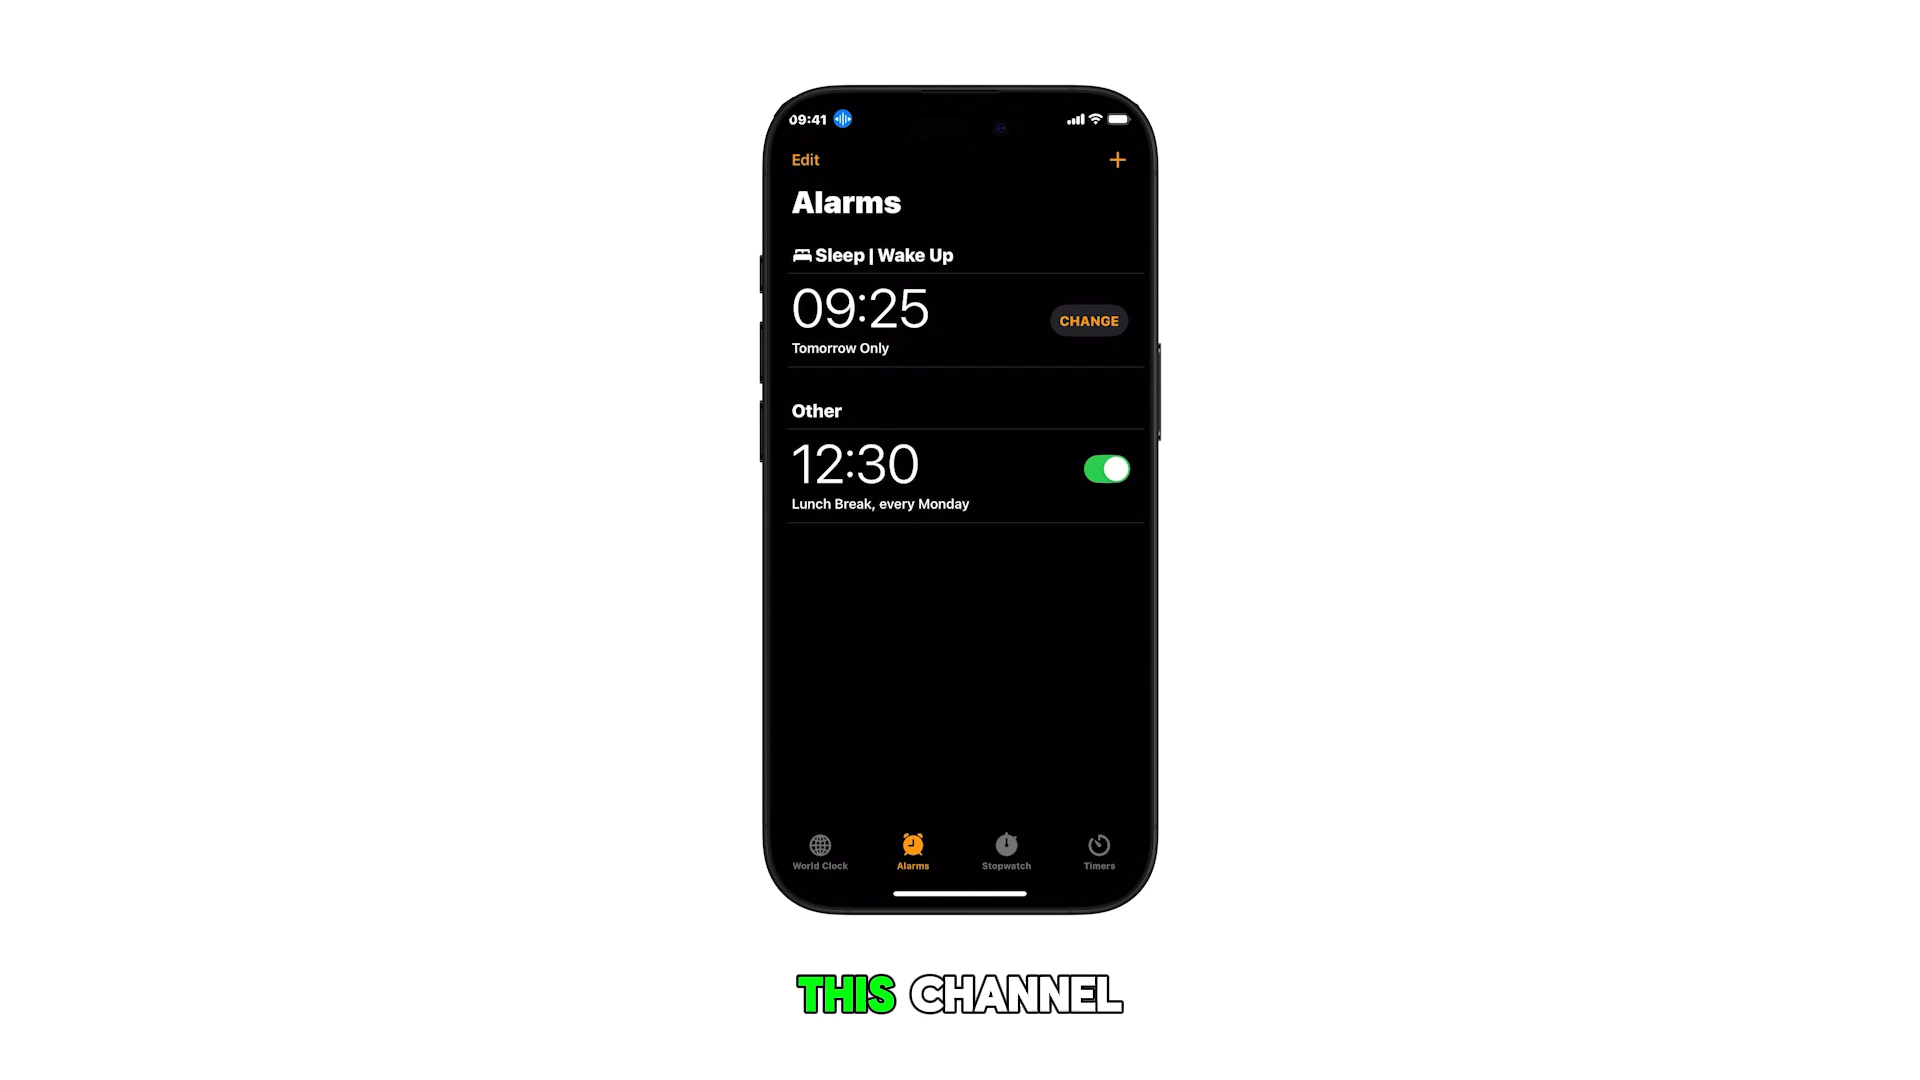 09:41
Edit
Alarms
Sleep | Wake Up
09:25
CHANGE
Tomorrow Only
Other
12:30
Lunch Break, every Monday
World Clock
Alarms
Stopwatch
Timers
THIS CHANNEL